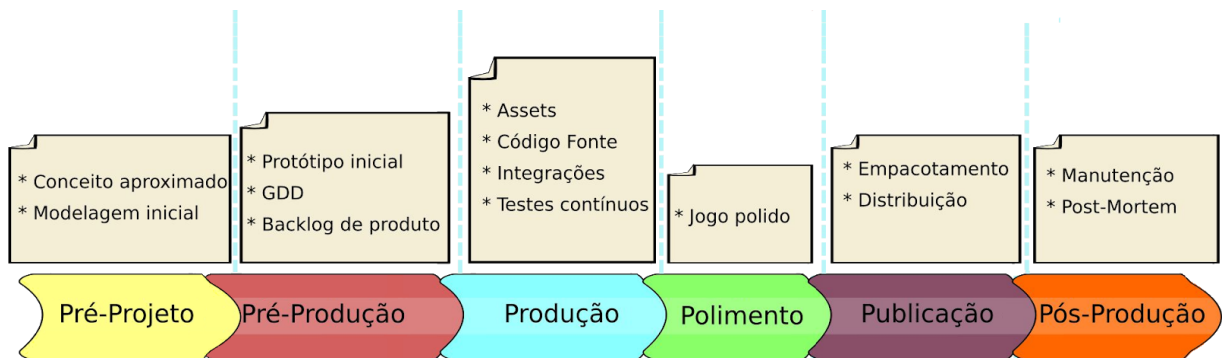 * Conceito aproximado
* Modelagem inicial
* Protótipo inicial
* GDD
* Backlog de produto
* Assets
* Código Fonte
* Integrações
* Testes contínuos
* Jogo polido
* Empacotamento
* Distribuição
* Manutenção
* Post-Mortem
Pré-Projeto
Pré-Produção
Produção
Polimento
Publicação
Pós-Produção